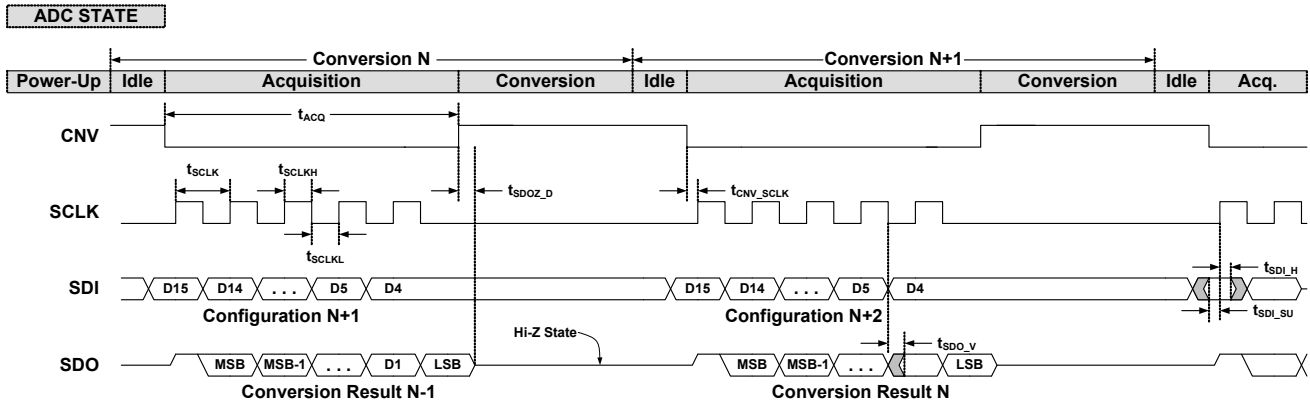 ADC STATE
Conversion N Conversion N+1
Power-Up Idle Acquisition Conversion Idle Acquisition Conversion Idle Acq.
tACQ
CNV
tSCLK tSCLKH tSDOZ_D tCNV_SCLK
SCLK
tSCLKL
tSDI_H
SDI D15 D14 . . . D5 D4 D15 D14 . . . D5 D4
tSDI_SU
Configuration N+1 Configuration N+2
Hi-Z State tSDO_V
SDO MSB MSB-1 . . . D1 LSB MSB MSB-1 . . . LSB
Conversion Result N-1 Conversion Result N